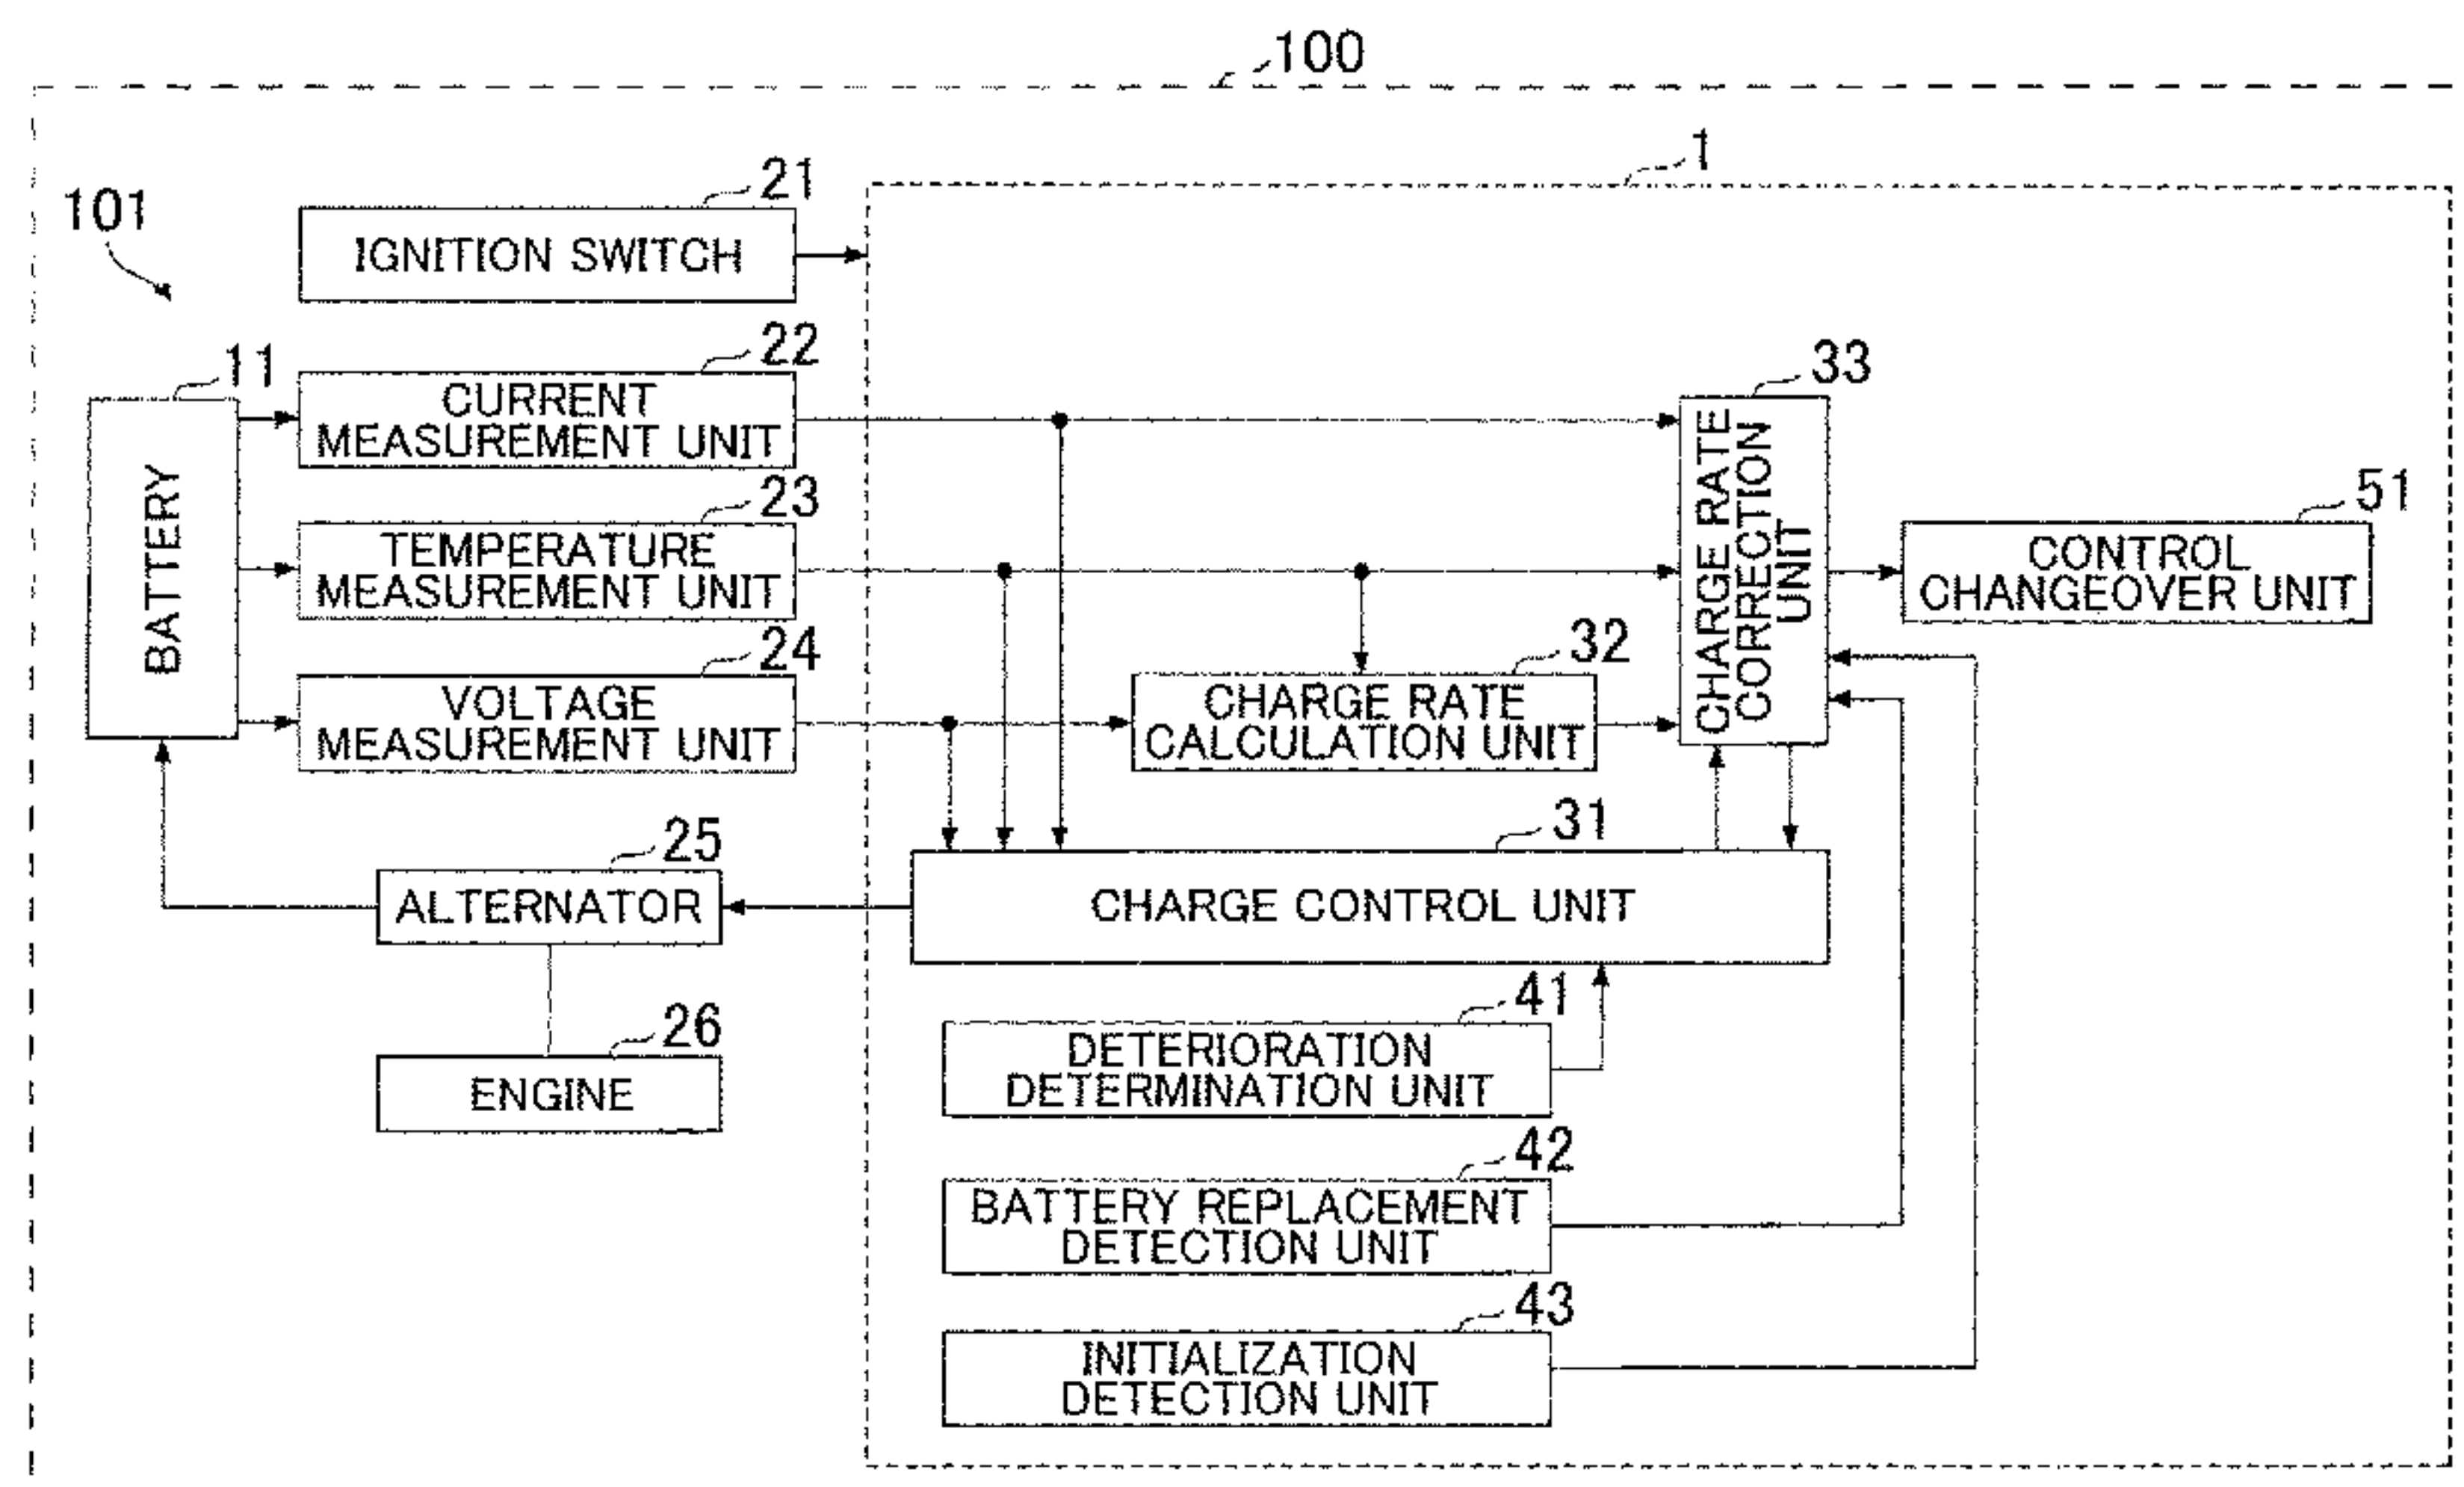 100
1
101
21
IGNITION SWITCH
22
CURRENT
MEASUREMENT UNIT
11
BATTERY
23
TEMPERATURE
MEASUREMENT UNIT
24
VOLTAGE
MEASUREMENT UNIT
33
CHARGE RATE
CORRECTION
UNIT
51
CONTROL
CHANGEOVER UNIT
32
CHARGE RATE
CALCULATION UNIT
25
ALTERNATOR
31
CHARGE CONTROL UNIT
26
ENGINE
41
DETERIORATION
DETERMINATION UNIT
42
BATTERY REPLACEMENT
DETECTION UNIT
43
INITIALIZATION
DETECTION UNIT